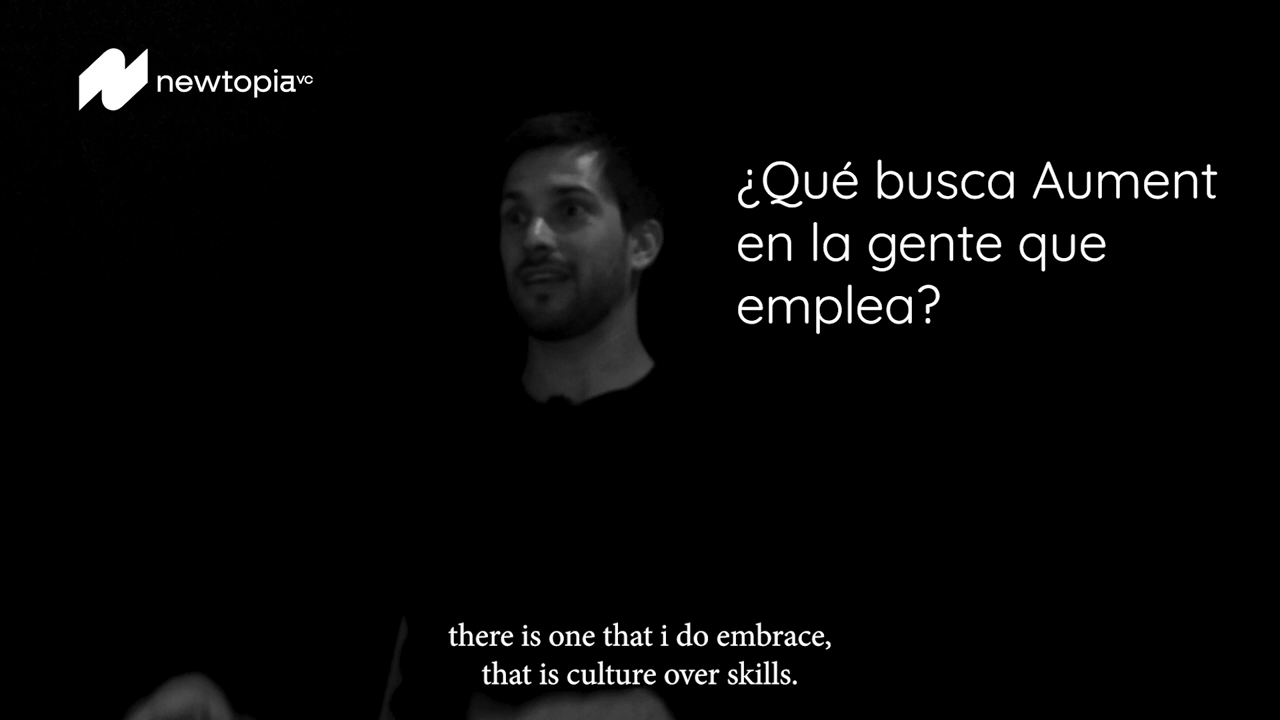 newtopia vc
¿Qué busca Aument
en la gente que
emplea?
there is one that i do embrace,
that is culture over skills.